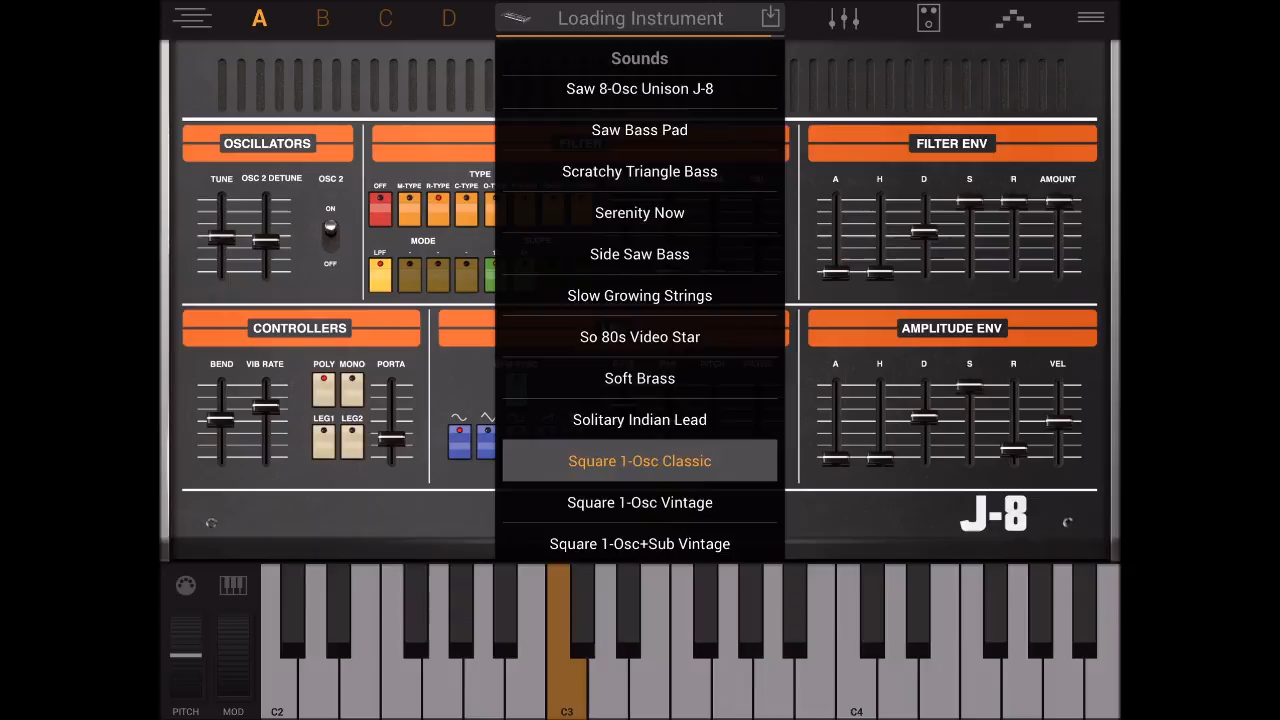 A B C D Loading Instrument
Sounds
Saw 8-Osc Unison J-8
Saw Bass Pad
Scratchy Triangle Bass
Serenity Now
Side Saw Bass
Slow Growing Strings
So 80s Video Star
Soft Brass
Solitary Indian Lead
Square 1-Osc Classic
Square 1-Osc Vintage
Square 1-Osc+Sub Vintage
OSCILLATORS
TUNE OSC 2 DETUNE OSC 2
ON
OFF
FILTER
TYPE
OFF M-TYPE R-TYPE C-TYPE
MODE
LPF
FILTER ENV
A H D S R AMOUNT
CONTROLLERS
BEND VIB RATE POLY MONO PORTA
LEG1 LEG2
AMPLITUDE ENV
A H D S R VEL
J-8
PITCH MOD C2 C3 C4